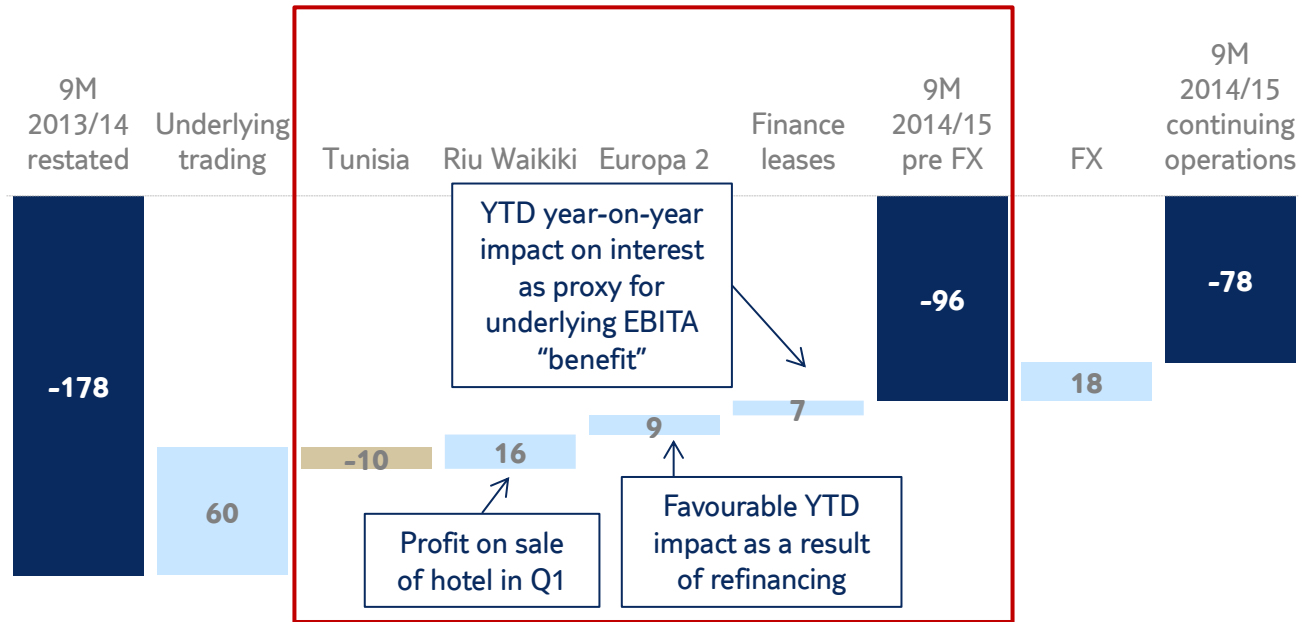 9M
2013/14
restated
Underlying
trading
Tunisia
Riu Waikiki
Europa 2
Finance
leases
9M
2014/15
pre FX
FX
9M
2014/15
continuing
operations
YTD year-on-year
impact on interest
as proxy for
underlying EBITA
“benefit”
-178
60
-10
16
9
7
-96
18
-78
Profit on sale
of hotel in Q1
Favourable YTD
impact as a result
of refinancing